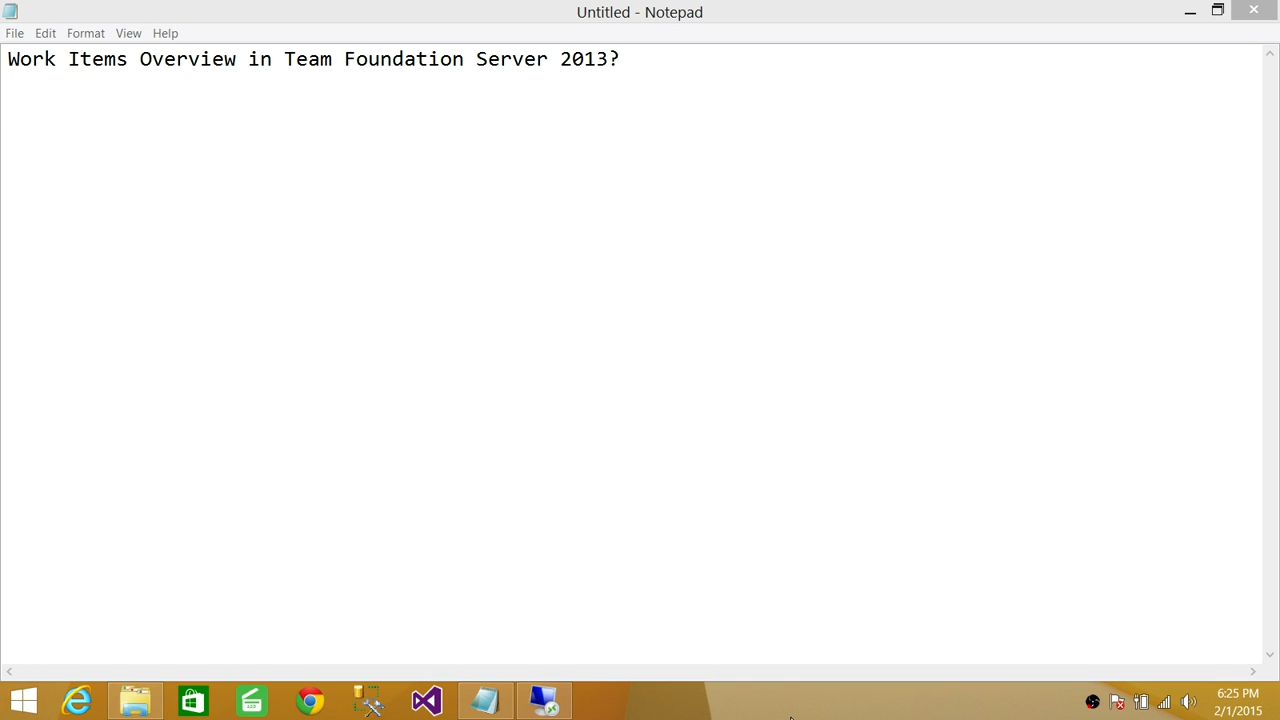 Untitled - Notepad
File Edit Format View Help
Work Items Overview in Team Foundation Server 2013?
6:25 PM
2/1/2015